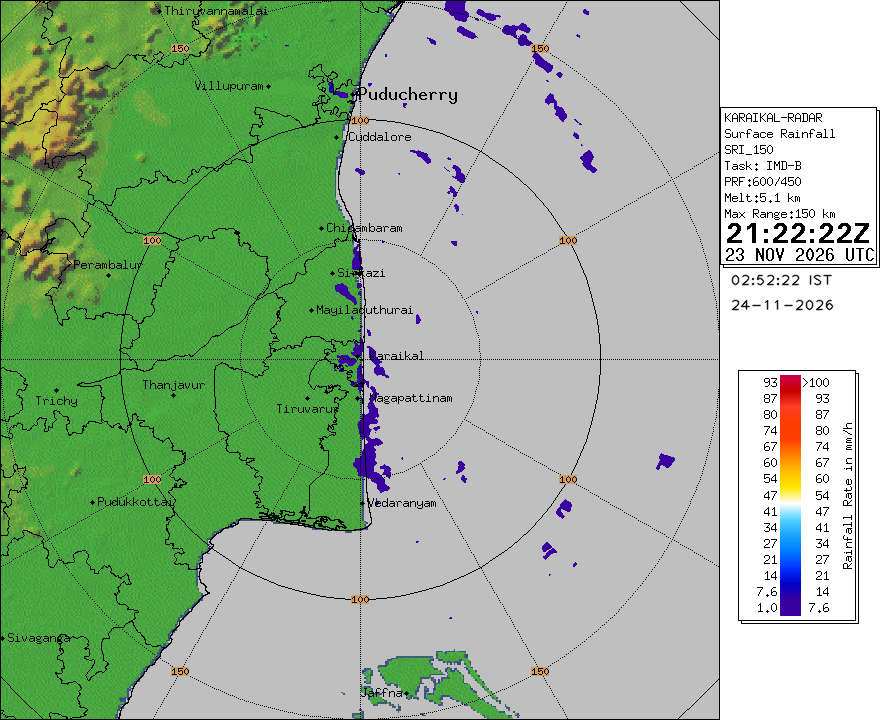 Thiruvannamalai
150
150
Villupuram
Puducherry
100
Cuddalore
Chidambaram
100
100
Perambalur
Sirkazi
Mayiladuthurai
Karaikal
Thanjavur
Trichy
Tiruvarur
Nagapattinam
100
100
Pudukkottai
Vedaranyam
100
Sivaganga
150
150
Jaffna
KARAIKAL-RADAR
Surface Rainfall
SRI_150
Task: IMD-B
PRF:600/450
Melt:5.1 km
Max Range:150 km
21:22:22Z
23 NOV 2026 UTC
02:52:22 IST
24-11-2026
93 >100
87 93
80 87
74 80
67 74
60 67
54 60
47 54
41 47
34 41
27 34
21 27
14 21
7.6 14
1.0 7.6
Rainfall Rate in mm/h